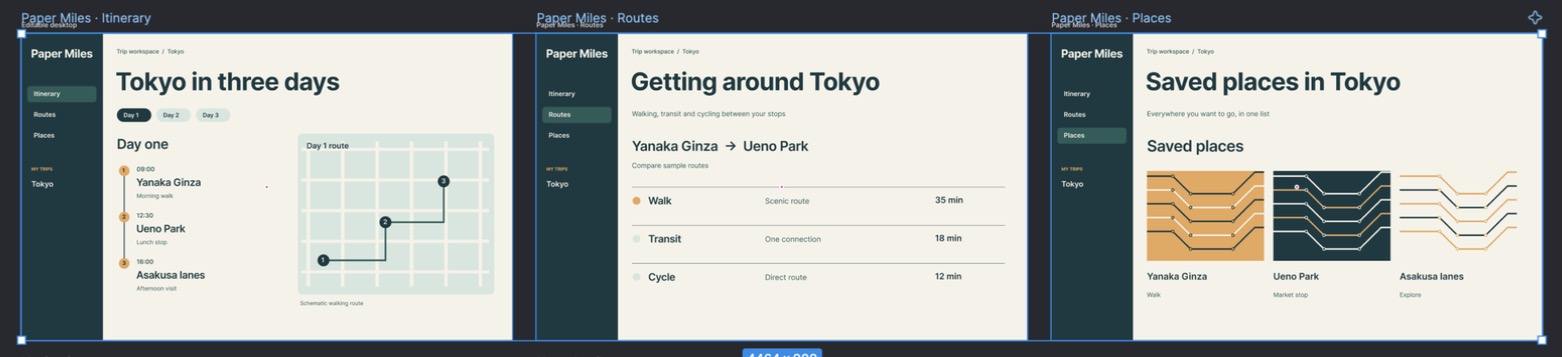 Paper Miles · Itinerary
Editable desktop
Paper Miles
Itinerary
Routes
Places
MY TRIPS
Tokyo
Trip workspace / Tokyo
Tokyo in three days
Day 1
Day 2
Day 3
Day one
1
09:00
Yanaka Ginza
Morning walk
2
12:30
Ueno Park
Lunch stop
3
16:00
Asakusa lanes
Afternoon visit
Day 1 route
3
2
1
Schematic walking route
Paper Miles · Routes
Paper Miles · Routes
Paper Miles
Itinerary
Routes
Places
MY TRIPS
Tokyo
Trip workspace / Tokyo
Getting around Tokyo
Walking, transit and cycling between your stops
Yanaka Ginza → Ueno Park
Compare sample routes
Walk Scenic route 35 min
Transit One connection 18 min
Cycle Direct route 12 min
Paper Miles · Places
Paper Miles · Places
Paper Miles
Itinerary
Routes
Places
MY TRIPS
Tokyo
Trip workspace / Tokyo
Saved places in Tokyo
Everywhere you want to go, in one list
Saved places
Yanaka Ginza
Walk
Ueno Park
Market stop
Asakusa lanes
Explore